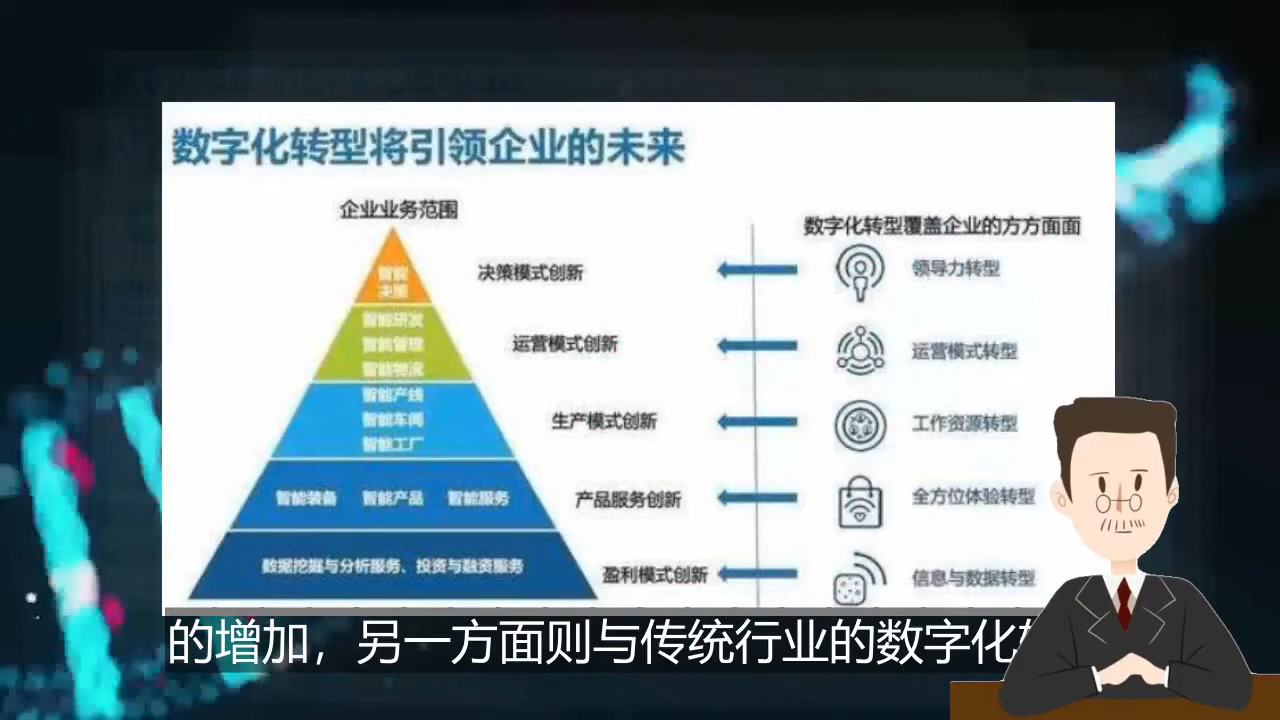 数字化转型将引领企业的未来
企业业务范围
数字化转型覆盖企业的方方面面
智能
决策
决策模式创新
领导力转型
智能研发
智能管理
智能物流
运营模式创新
运营模式转型
智能产线
智能车间
智能工厂
生产模式创新
工作资源转型
智能装备 智能产品 智能服务
产品服务创新
全方位体验转型
数据挖掘与分析服务、投资与融资服务
盈利模式创新
信息与数据转型
的增加，另一方面则与传统行业的数字化